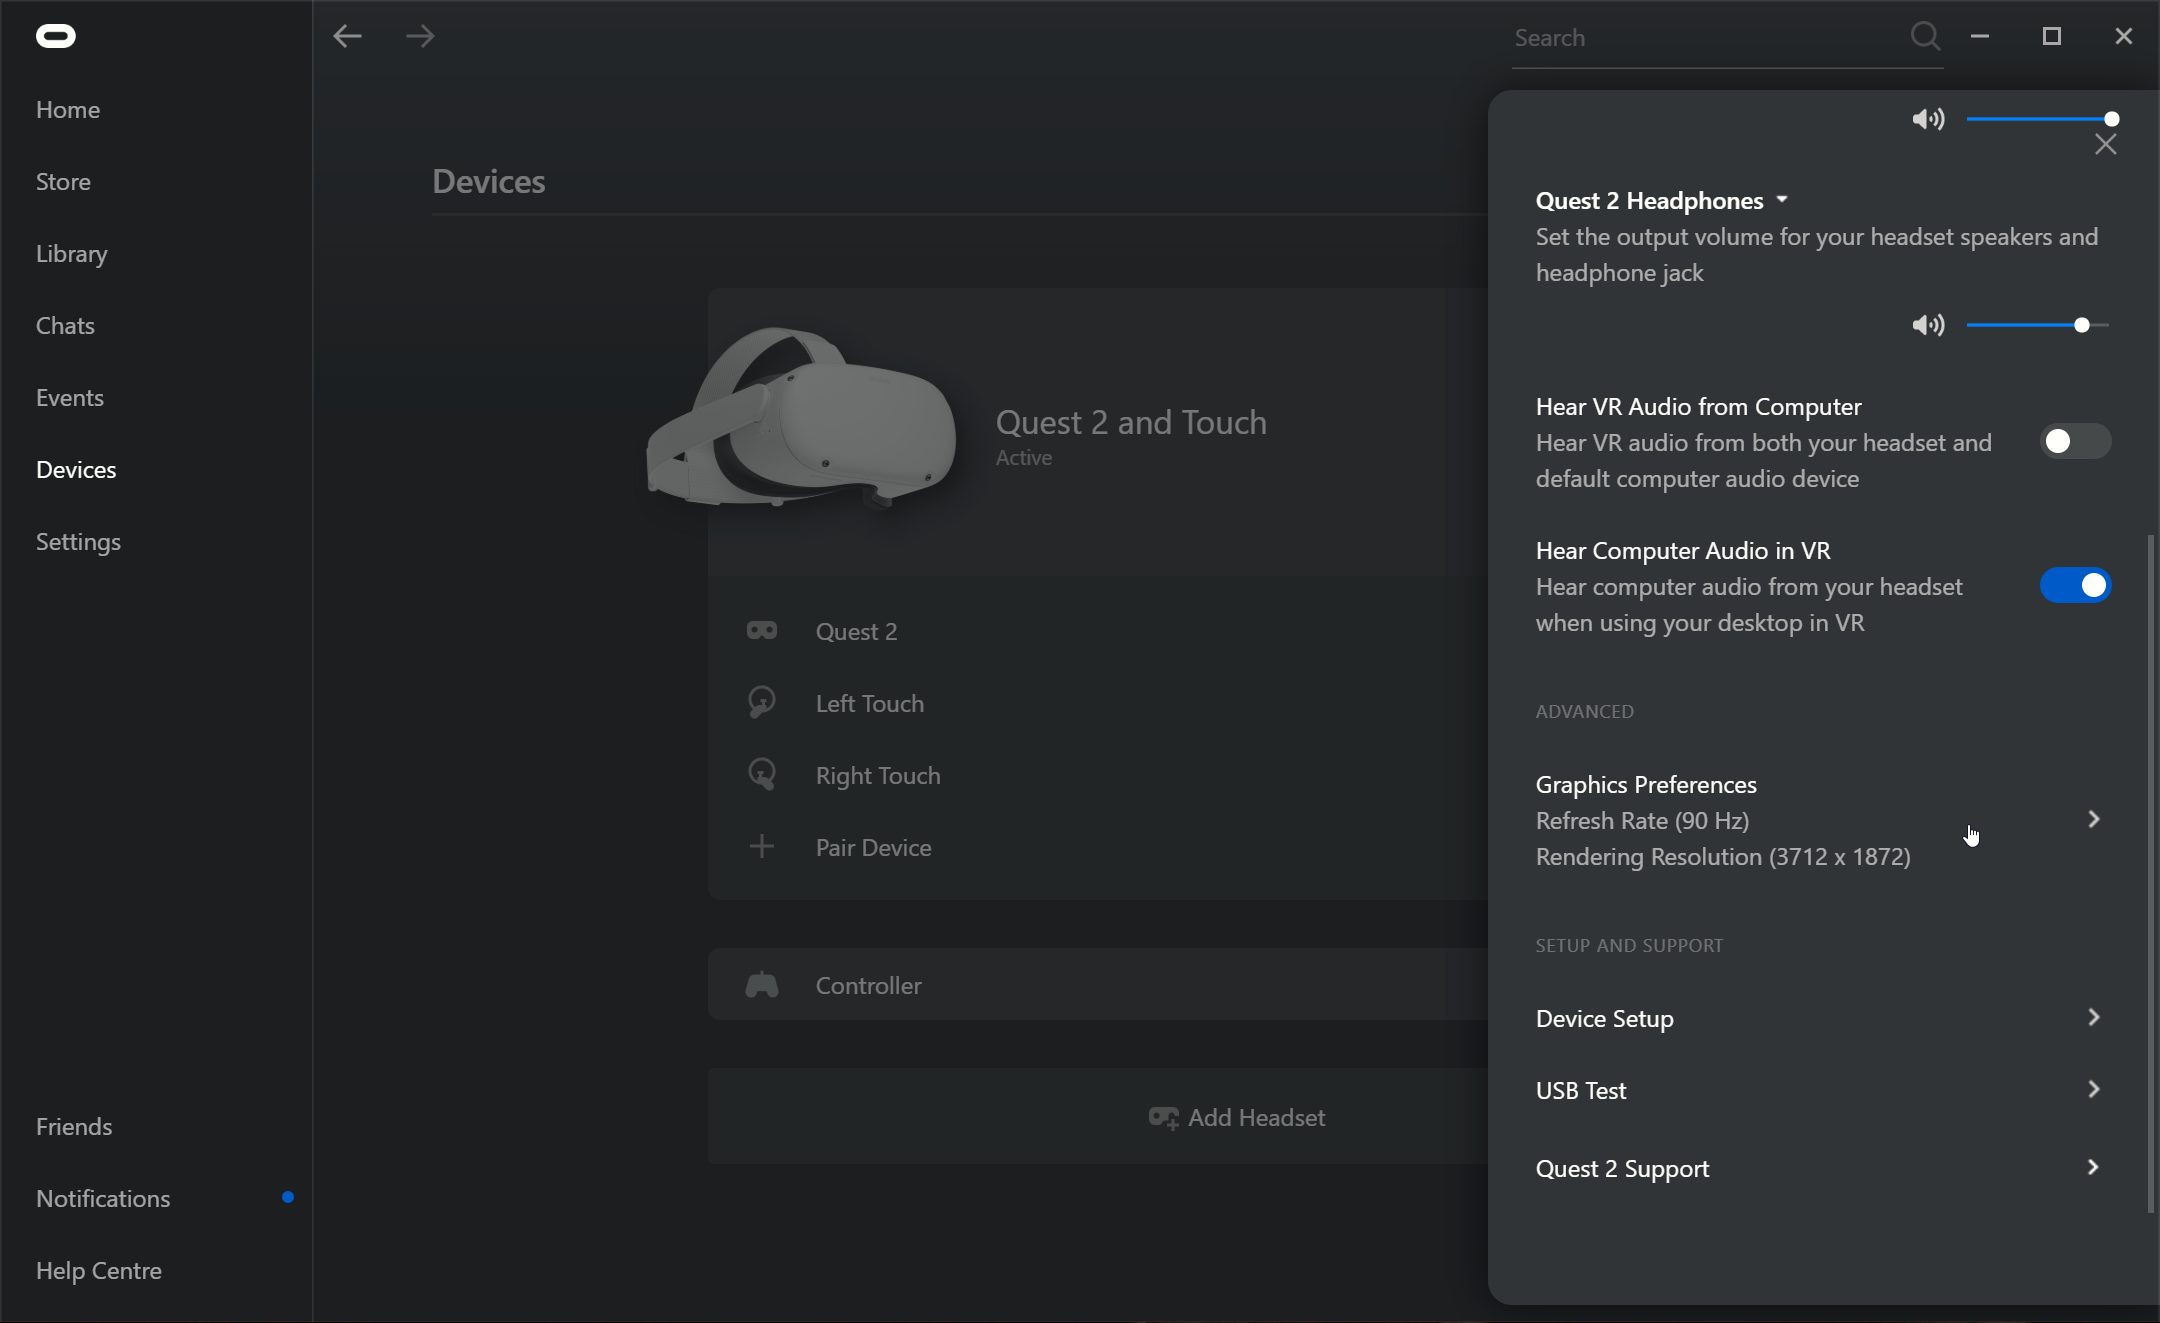 Search
Home
Store
Library
Chats
Events
Devices
Settings
Friends
Notifications
Help Centre
Devices
Quest 2 and Touch
Active
Quest 2
Left Touch
Right Touch
Pair Device
Controller
Add Headset
Quest 2 Headphones
Set the output volume for your headset speakers and
headphone jack
Hear VR Audio from Computer
Hear VR audio from both your headset and
default computer audio device
Hear Computer Audio in VR
Hear computer audio from your headset
when using your desktop in VR
ADVANCED
Graphics Preferences
Refresh Rate (90 Hz)
Rendering Resolution (3712 x 1872)
SETUP AND SUPPORT
Device Setup
USB Test
Quest 2 Support